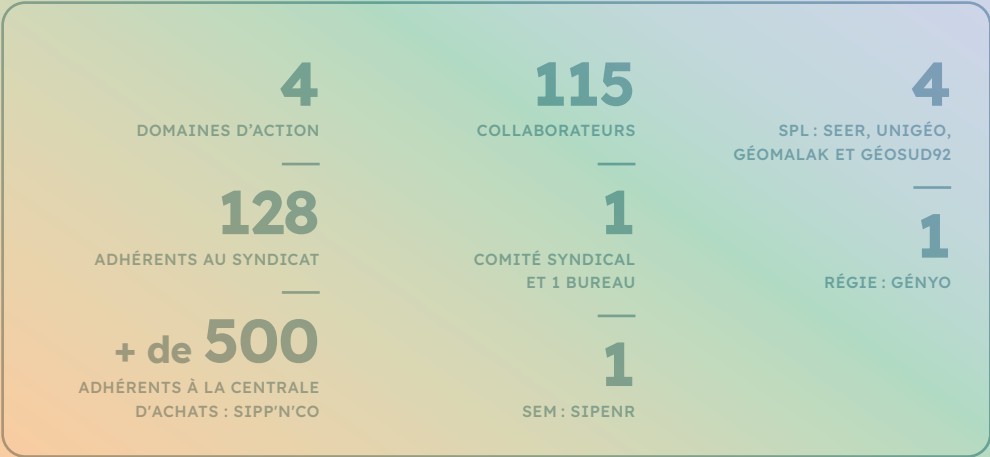 4
DOMAINES D'ACTION
128
ADHÉRENTS AU SYNDICAT
+ de 500
ADHÉRENTS À LA CENTRALE
D'ACHATS : SIPP'N'CO
115
COLLABORATEURS
1
COMITÉ SYNDICAL
ET 1 BUREAU
1
SEM : SIPENR
4
SPL : SEER, UNIGÉO,
GÉOMALAK ET GÉOSUD92
1
RÉGIE : GÉNYO